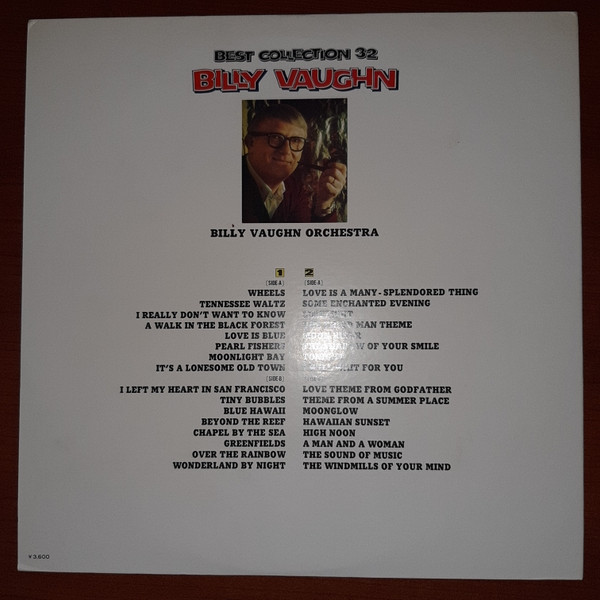 BEST COLLECTION 32
BILLY VAUGHN
BILLY VAUGHN ORCHESTRA
1
[SIDE-A]
WHEELS
TENNESSEE WALTZ
I REALLY DON'T WANT TO KNOW
A WALK IN THE BLACK FOREST
LOVE IS BLUE
PEARL FISHER
MOONLIGHT BAY
IT'S A LONESOME OLD TOWN
[SIDE-B]
I LEFT MY HEART IN SAN FRANCISCO
TINY BUBBLES
BLUE HAWAII
BEYOND THE REEF
CHAPEL BY THE SEA
GREENFIELDS
OVER THE RAINBOW
WONDERLAND BY NIGHT
2
[SIDE-A]
LOVE IS A MANY-SPLENDORED THING
SOME ENCHANTED EVENING
MAN THEME
OF YOUR SMILE
FOR YOU
LOVE THEME FROM GODFATHER
THEME FROM A SUMMER PLACE
MOONGLOW
HAWAIIAN SUNSET
HIGH NOON
A MAN AND A WOMAN
THE SOUND OF MUSIC
THE WINDMILLS OF YOUR MIND
¥3,600